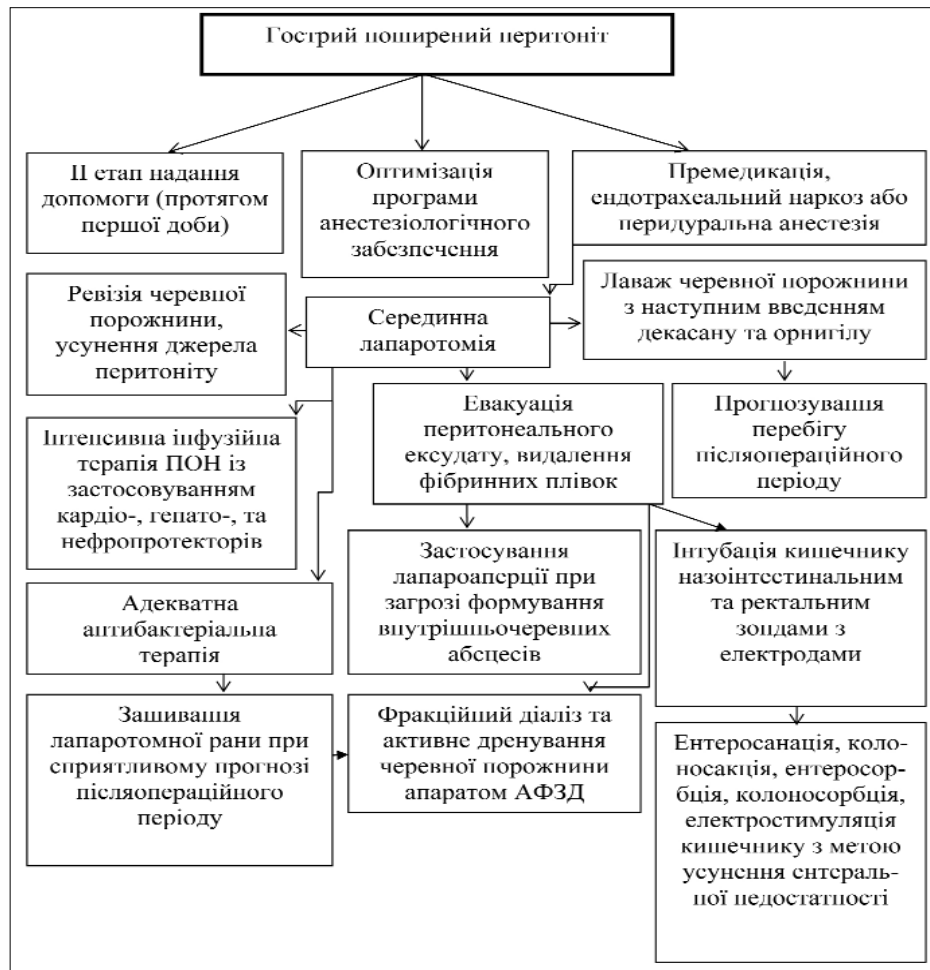 Гострий поширений перитоніт
ІІ етап надання
допомоги (протягом
першої доби)
Оптимізація
програми
анестезіологічного
забезпечення
Премедикація,
ендотрахеальний наркоз або
перидуральна анестезія
Ревізія черевної
порожнини,
усунення джерела
перитоніту
Серединна
лапаротомія
Лаваж черевної порожнини
з наступним введенням
декасану та орнигілу
Інтенсивна інфузійна
терапія ПОН із
застосовуванням
кардіо-, гепато-, та
нефропротекторів
Евакуація
перитонеального
ексудату, видалення
фібринних плівок
Прогнозування
перебігу
післяопераційного
періоду
Адекватна
антибактеріальна
терапія
Застосування
лапароаперції при
загрозі формування
внутрішньочеревних
абсцесів
Інтубація кишечнику
назоінтестинальним
та ректальним
зондами з
електродами
Зашивання
лапаротомної рани при
сприятливому прогнозі
післяопераційного
періоду
Фракційний діаліз та
активне дренування
черевної порожнини
апаратом АФЗД
Ентеросанація, коло-
носакція, ентеросор-
бція, колоносорбція,
електростимуляція
кишечнику з метою
усунення ентераль-
ної недостатності